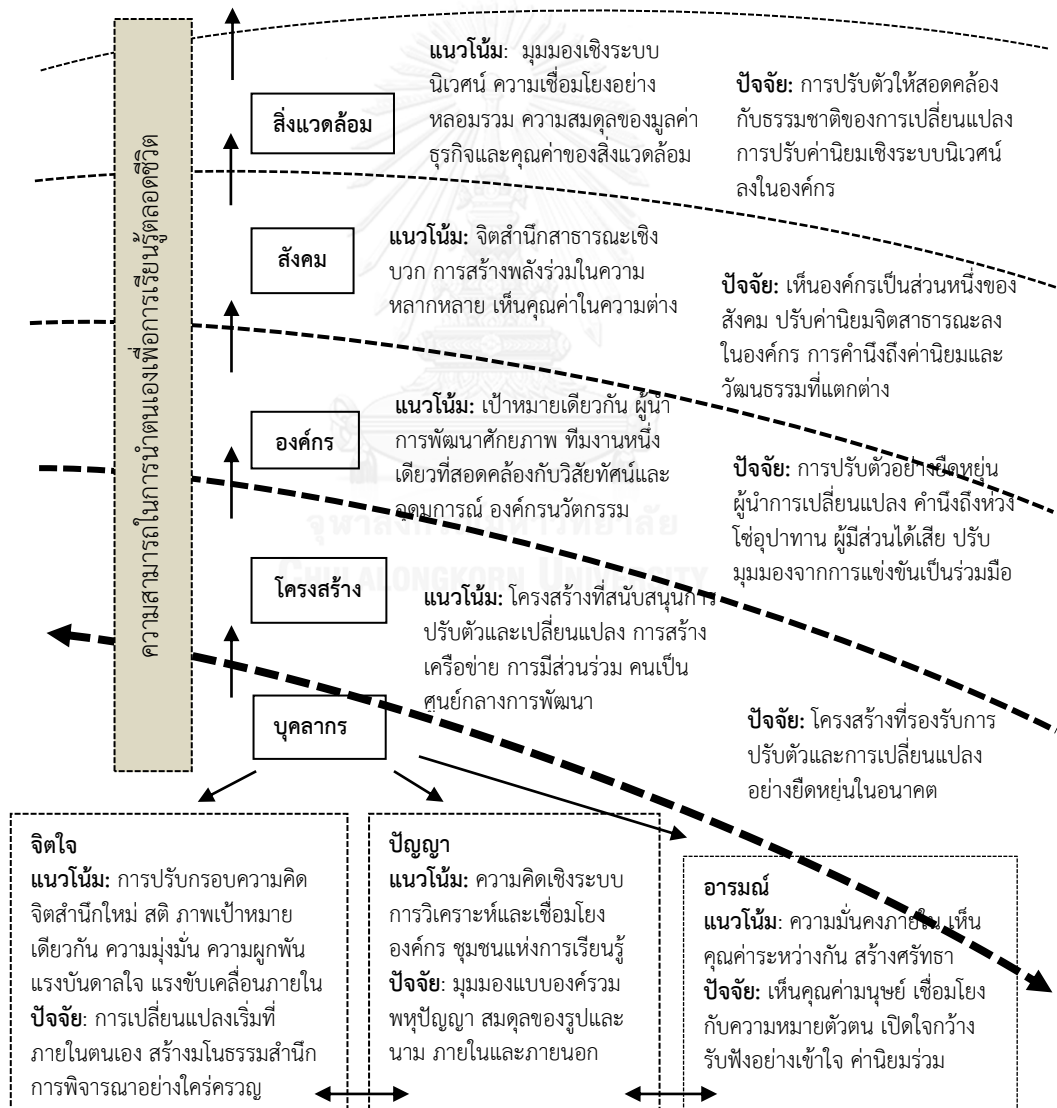 ความสามารถในการนำตนเองเพื่อการเรียนรู้ตลอดชีวิต
สิ่งแวดล้อม
แนวโน้ม: มุมมองเชิงระบบ
นิเวศน์ ความเชื่อมโยงอย่าง
หลอมรวม ความสมดุลของมูลค่า
ธุรกิจและคุณค่าของสิ่งแวดล้อม
ปัจจัย: การปรับตัวให้สอดคล้อง
กับธรรมชาติของการเปลี่ยนแปลง
การปรับค่านิยมเชิงระบบนิเวศน์
ลงในองค์กร
สังคม
แนวโน้ม: จิตสำนึกสาธารณะเชิง
บวก การสร้างพลังร่วมในความ
หลากหลาย เห็นคุณค่าในความต่าง
ปัจจัย: เห็นองค์กรเป็นส่วนหนึ่งของ
สังคม ปรับค่านิยมจิตสาธารณะลง
ในองค์กร การคำนึงถึงค่านิยมและ
วัฒนธรรมที่แตกต่าง
องค์กร
แนวโน้ม: เป้าหมายเดียวกัน ผู้นำ
การพัฒนาศักยภาพ ทีมงานหนึ่ง
เดียวที่สอดคล้องกับวิสัยทัศน์และ
อุดมการณ์ องค์กรนวัตกรรม
ปัจจัย: การปรับตัวอย่างยืดหยุ่น
ผู้นำการเปลี่ยนแปลง คำนึงถึงห่วง
โซ่อุปาทาน ผู้มีส่วนได้เสีย ปรับ
มุมมองจากการแข่งขันเป็นร่วมมือ
จุฬาลงกรณ์มหาวิทยาลัย
CHULALONGKORN UNIVERSITY
โครงสร้าง
แนวโน้ม: โครงสร้างที่สนับสนุนการ
ปรับตัวและเปลี่ยนแปลง การสร้าง
เครือข่าย การมีส่วนร่วม คนเป็น
ศูนย์กลางการพัฒนา
ปัจจัย: โครงสร้างที่รองรับการ
ปรับตัวและการเปลี่ยนแปลง
อย่างยืดหยุ่นในอนาคต
บุคลากร
จิตใจ
แนวโน้ม: การปรับกรอบความคิด
จิตสำนึกใหม่ สติ ภาพเป้าหมาย
เดียวกัน ความมุ่งมั่น ความผูกพัน
แรงบันดาลใจ แรงขับเคลื่อนภายใน
ปัจจัย: การเปลี่ยนแปลงเริ่มที่
ภายในตนเอง สร้างมโนธรรมสำนึก
การพิจารณาอย่างใคร่ครวญ
ปัญญา
แนวโน้ม: ความคิดเชิงระบบ
การวิเคราะห์และเชื่อมโยง
องค์กร ชุมชนแห่งการเรียนรู้
ปัจจัย: มุมมองแบบองค์รวม
พหุปัญญา สมดุลของรูปและ
นาม ภายในและภายนอก
อารมณ์
แนวโน้ม: ความมั่นคงภายใน เห็น
คุณค่าระหว่างกัน สร้างศรัทธา
ปัจจัย: เห็นคุณค่ามนุษย์ เชื่อมโยง
กับความหมายตัวตน เปิดใจกว้าง
รับฟังอย่างเข้าใจ ค่านิยมร่วม